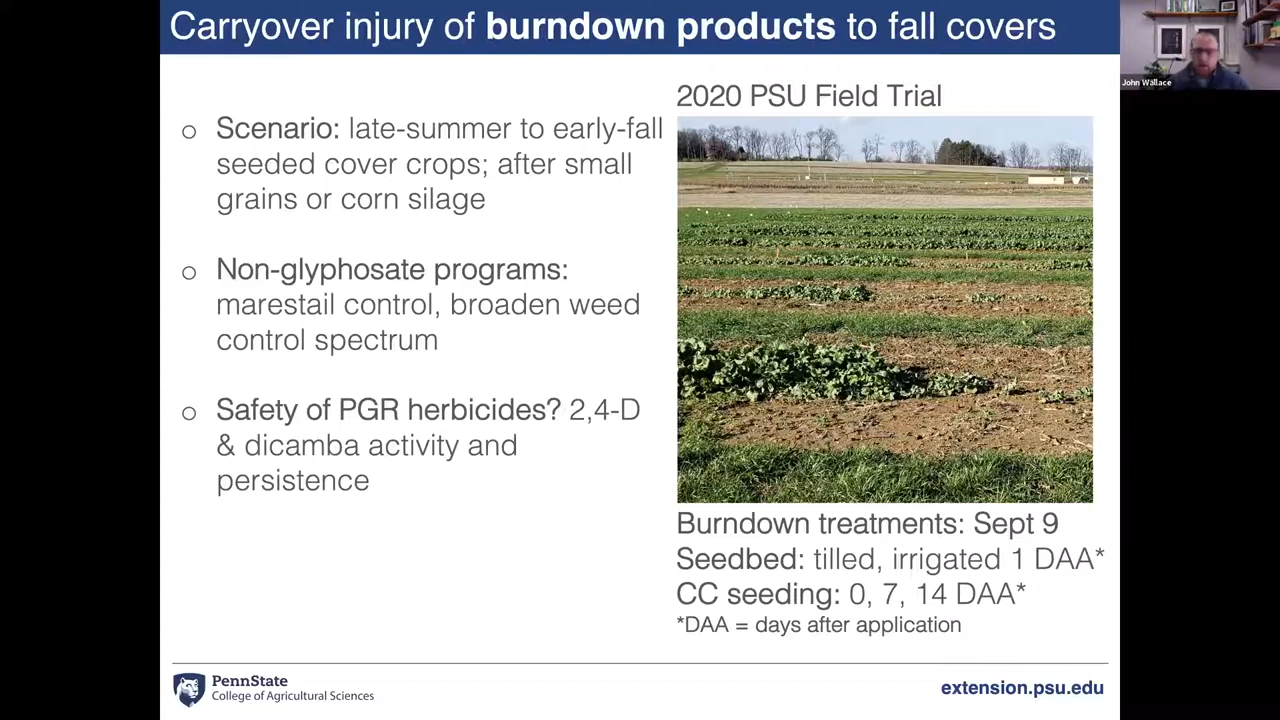 Carryover injury of burndown products to fall covers
John Wallace
2020 PSU Field Trial
○ Scenario: late-summer to early-fall
seeded cover crops; after small
grains or corn silage
○ Non-glyphosate programs:
marestail control, broaden weed
control spectrum
○ Safety of PGR herbicides? 2,4-D
& dicamba activity and
persistence
Burndown treatments: Sept 9
Seedbed: tilled, irrigated 1 DAA*
CC seeding: 0, 7, 14 DAA*
*DAA = days after application
PennState
College of Agricultural Sciences
extension.psu.edu